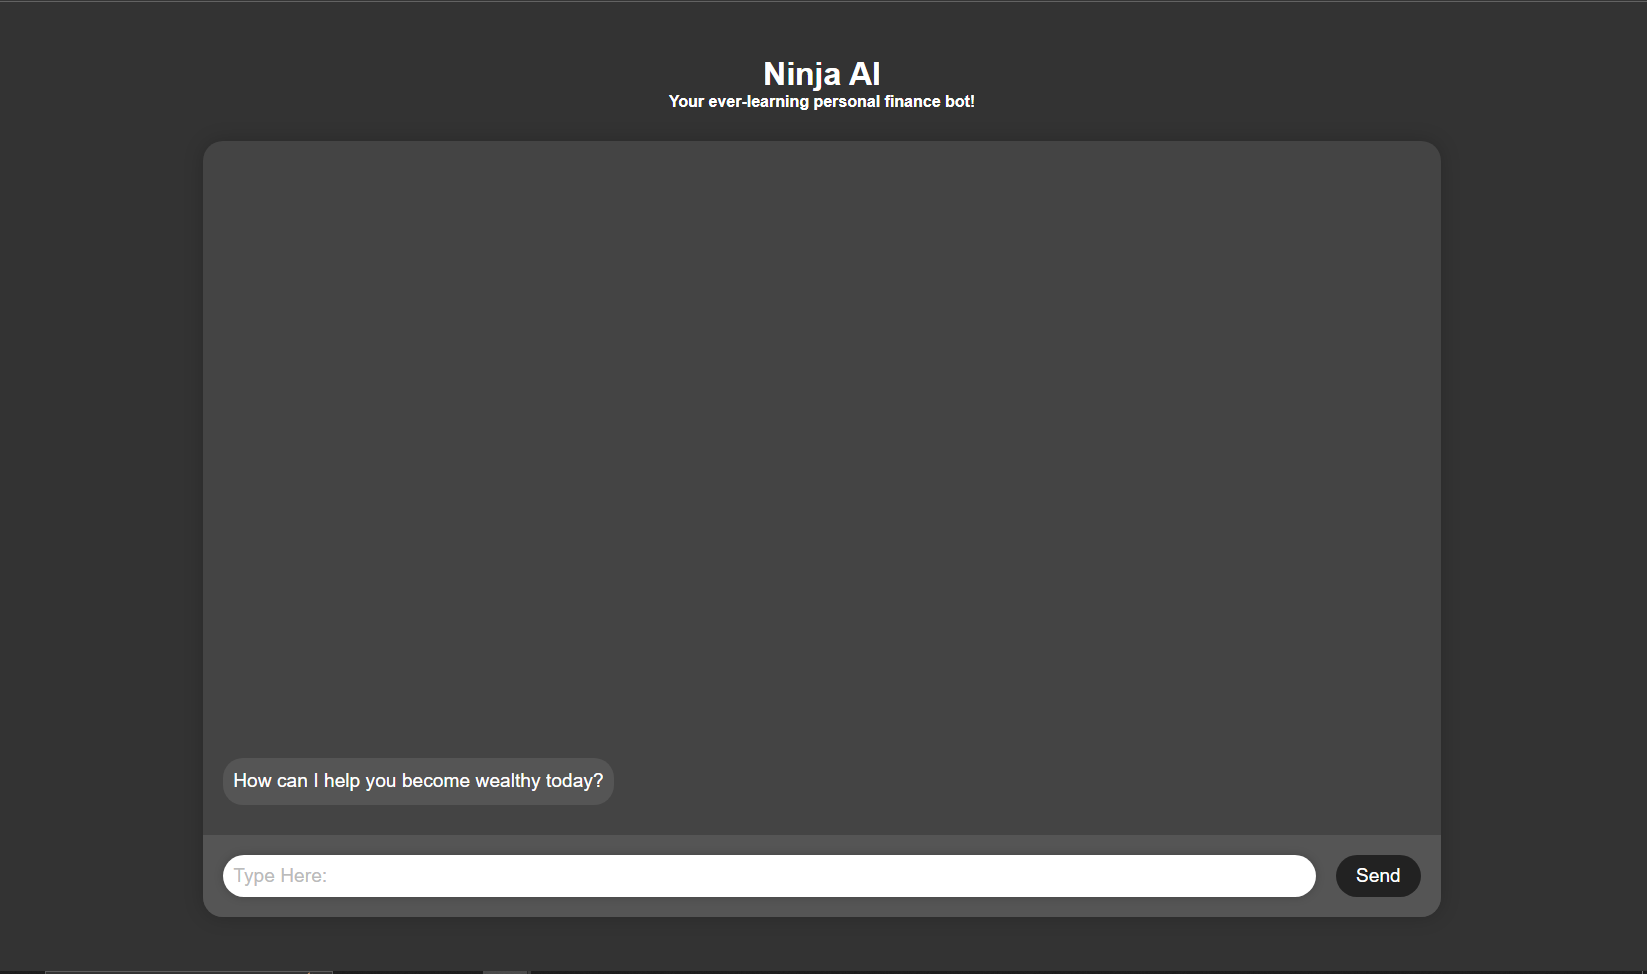 Ninja AI
Your ever-learning personal finance bot!
How can I help you become wealthy today?
Type Here:
Send